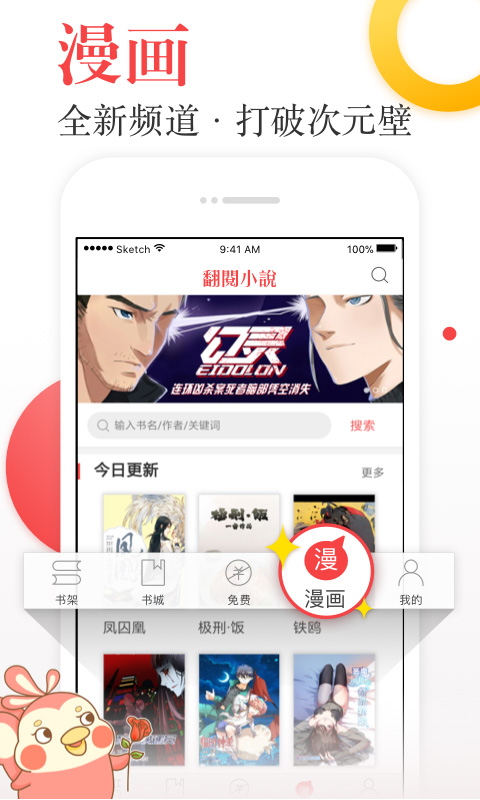 漫画
全新频道·打破次元壁
Sketch 9:41 AM 100%
翻閱小說
幻灵
EIDOLON
连环凶杀案死者脑部凭空消失
输入书名/作者/关键词 搜索
今日更新 更多
极刑·饭
漫
书架 书城 免费 漫画 我的
凤囚凰 极刑·饭 铁鸥